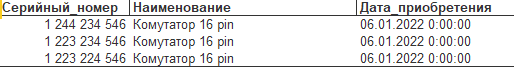 Серийный_номер Наименование Дата_приобретения
1 244 234 546 Комутатор 16 pin 06.01.2022 0:00:00
1 223 234 546 Комутатор 16 pin 06.01.2022 0:00:00
1 223 224 546 Комутатор 16 pin 06.01.2022 0:00:00